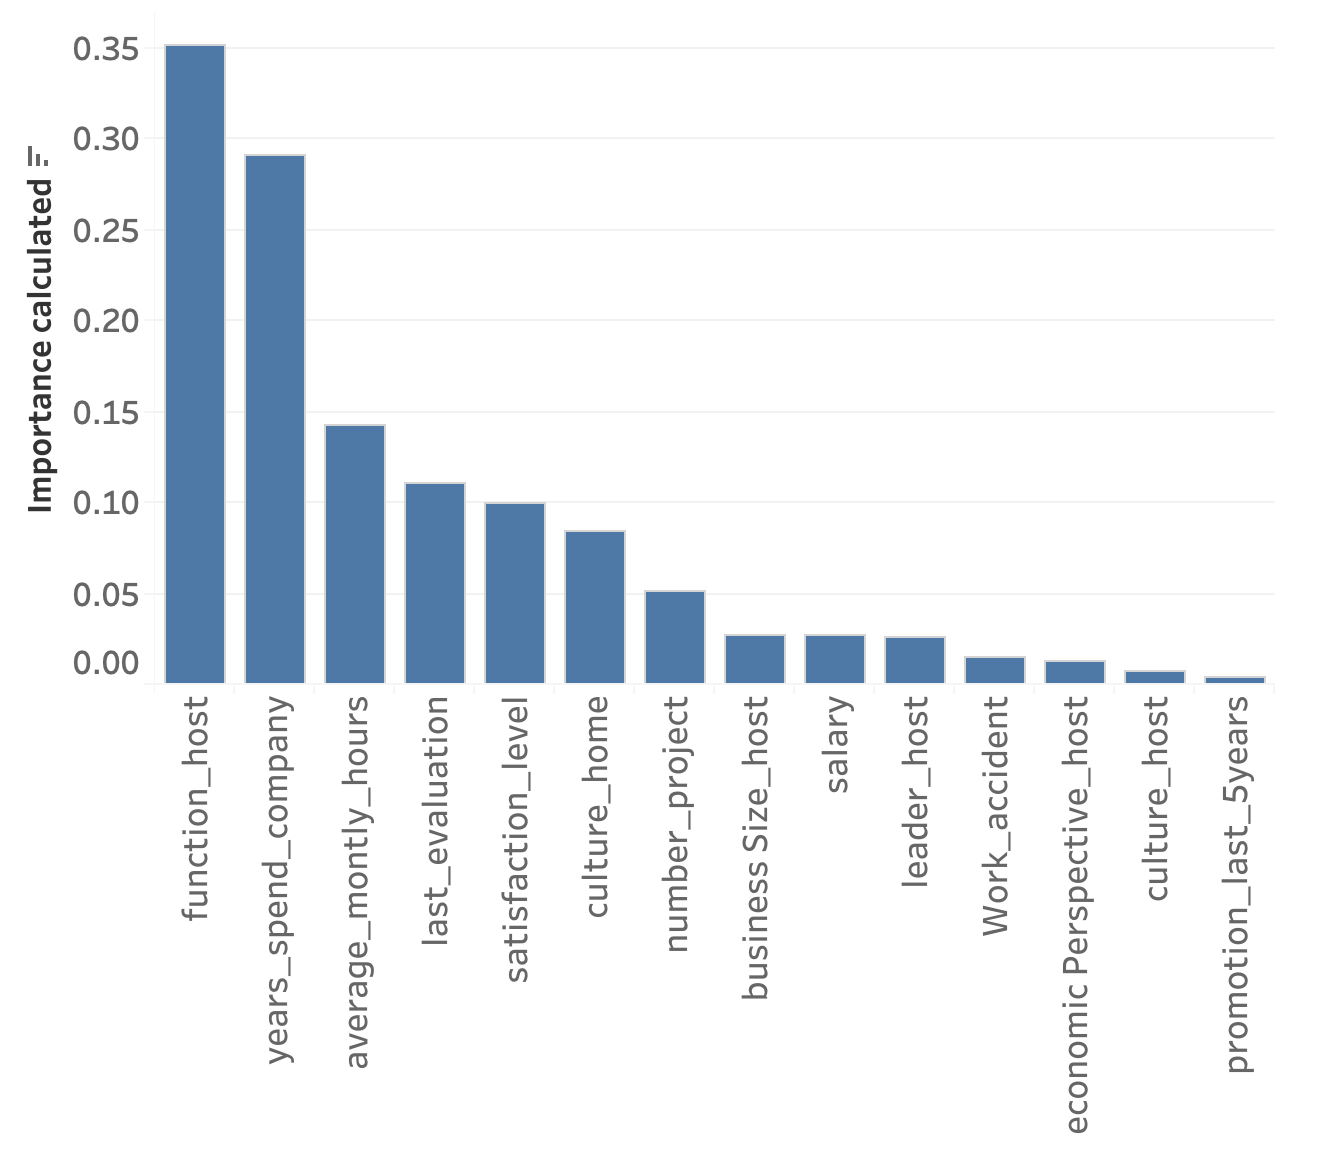 Importance calculated
0.35
0.30
0.25
0.20
0.15
0.10
0.05
0.00
function_host
years_spend_company
average_montly_hours
last_evaluation
satisfaction_level
culture_home
number_project
business Size_host
salary
leader_host
Work_accident
economic Perspective_host
culture_host
promotion_last_5years